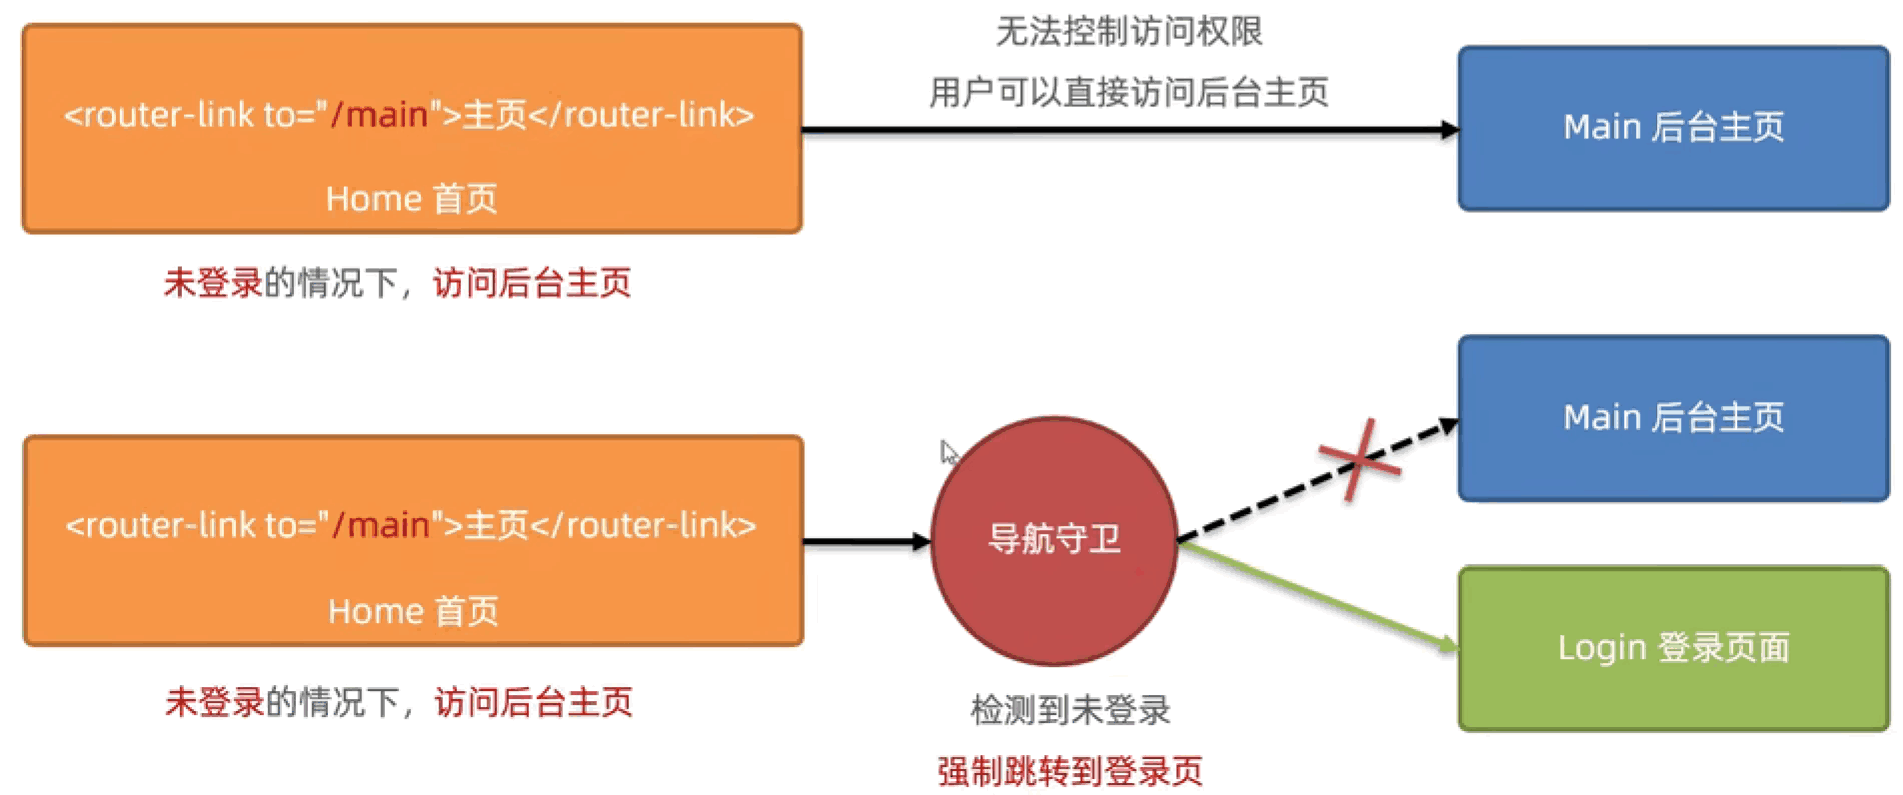 无法控制访问权限
用户可以直接访问后台主页
<router-link to="/main">主页</router-link>
Home 首页
Main 后台主页
未登录的情况下，访问后台主页
<router-link to="/main">主页</router-link>
Home 首页
导航守卫
Main 后台主页
Login 登录页面
未登录的情况下，访问后台主页
检测到未登录
强制跳转到登录页